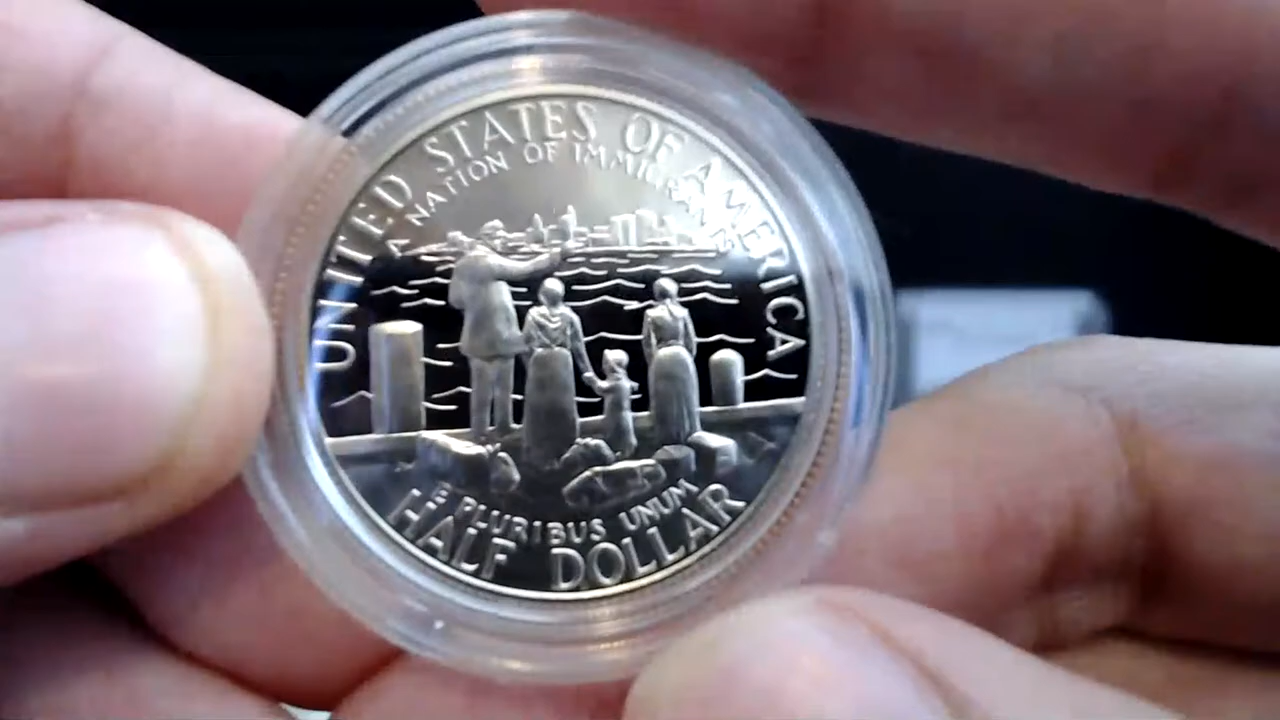 UNITED STATES OF AMERICA
A NATION OF IMMIGRANTS
E PLURIBUS UNUM
HALF DOLLAR